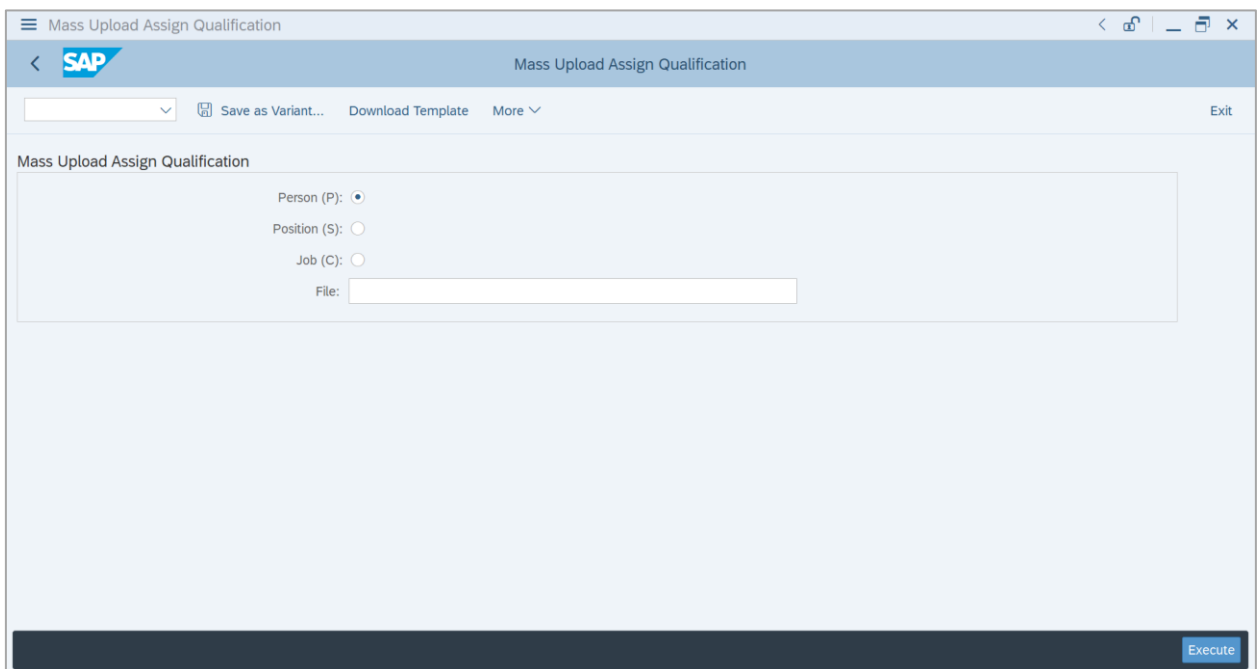 Mass Upload Assign Qualification
SAP Mass Upload Assign Qualification
Save as Variant... Download Template More Exit
Mass Upload Assign Qualification
Person (P):
Position (S):
Job (C):
File:
Execute